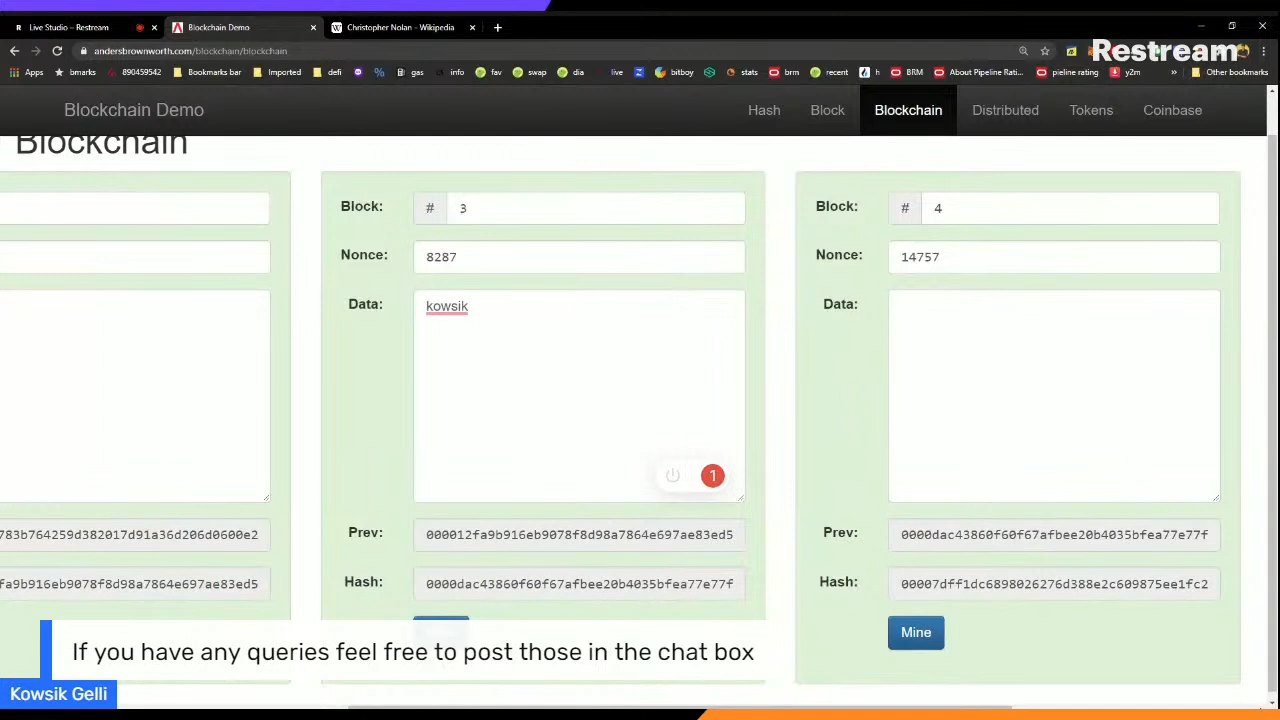 Live Studio – Restream
Blockchain Demo
Christopher Nolan - Wikipedia
andersbrownworth.com/blockchain/blockchain
Restream
Apps
bmarks
890459542
Bookmarks bar
Imported
defi
gas
info
fav
swap
dia
live
bitboy
stats
brm
recent
h
BRM
About Pipeline Rati...
pieline rating
y2m
»
Other bookmarks
Blockchain Demo
Hash
Block
Blockchain
Distributed
Tokens
Coinbase
Blockchain
783b764259d382017d91a36d206d0600e2
fa9b916eb9078f8d98a7864e697ae83ed5
Block:
# 3
Nonce:
8287
Data:
kowsik
1
Prev:
000012fa9b916eb9078f8d98a7864e697ae83ed5
Hash:
0000dac43860f60f67afbee20b4035bfea77e77f
Block:
# 4
Nonce:
14757
Data:
Prev:
0000dac43860f60f67afbee20b4035bfea77e77f
Hash:
00007dff1dc6898026276d388e2c609875ee1fc2
Mine
If you have any queries feel free to post those in the chat box
Kowsik Gelli